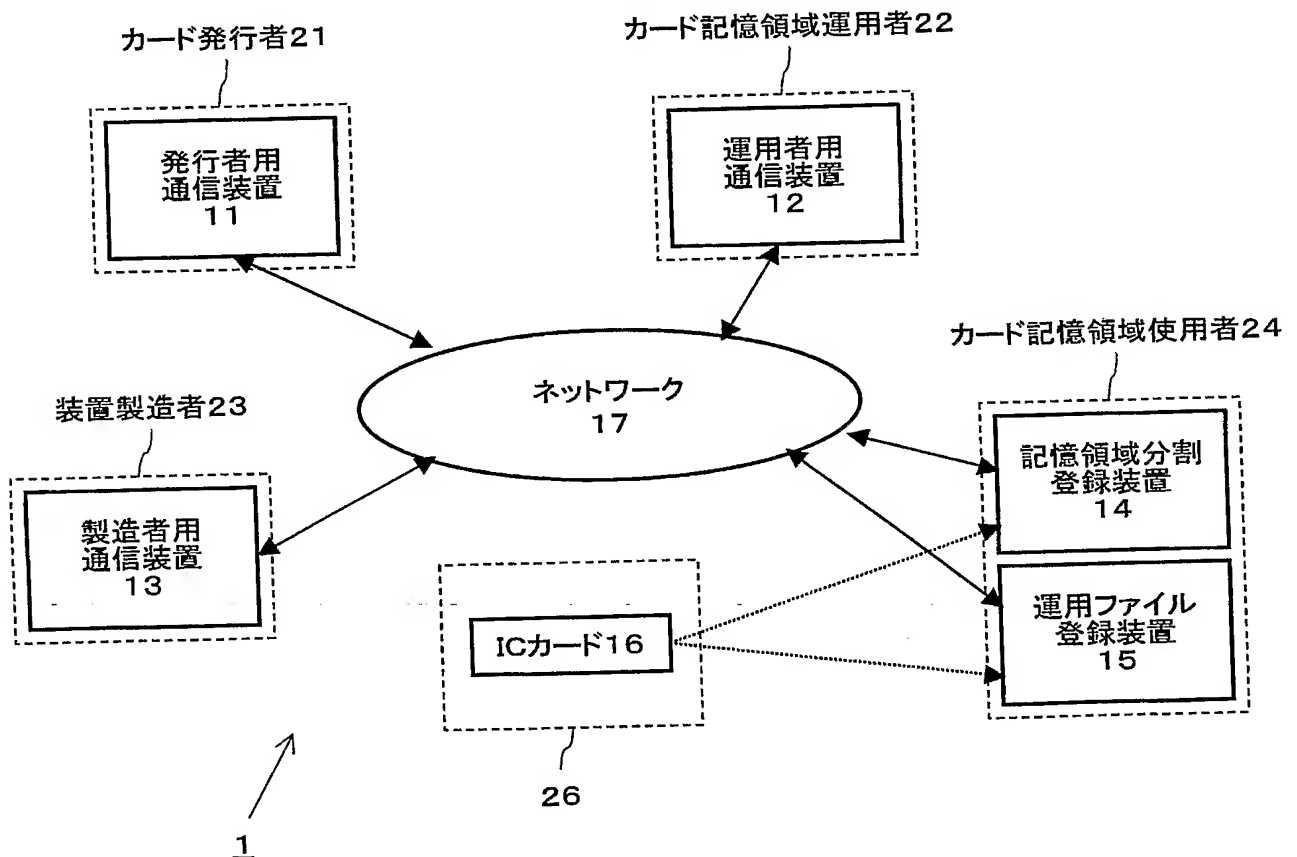 カード発行者21
カード記憶領域運用者22
発行者用
通信装置
11
運用者用
通信装置
12
カード記憶領域使用者24
ネットワーク
17
装置製造者23
記憶領域分割
登録装置
14
製造者用
通信装置
13
運用ファイル
登録装置
15
ICカード16
26
1